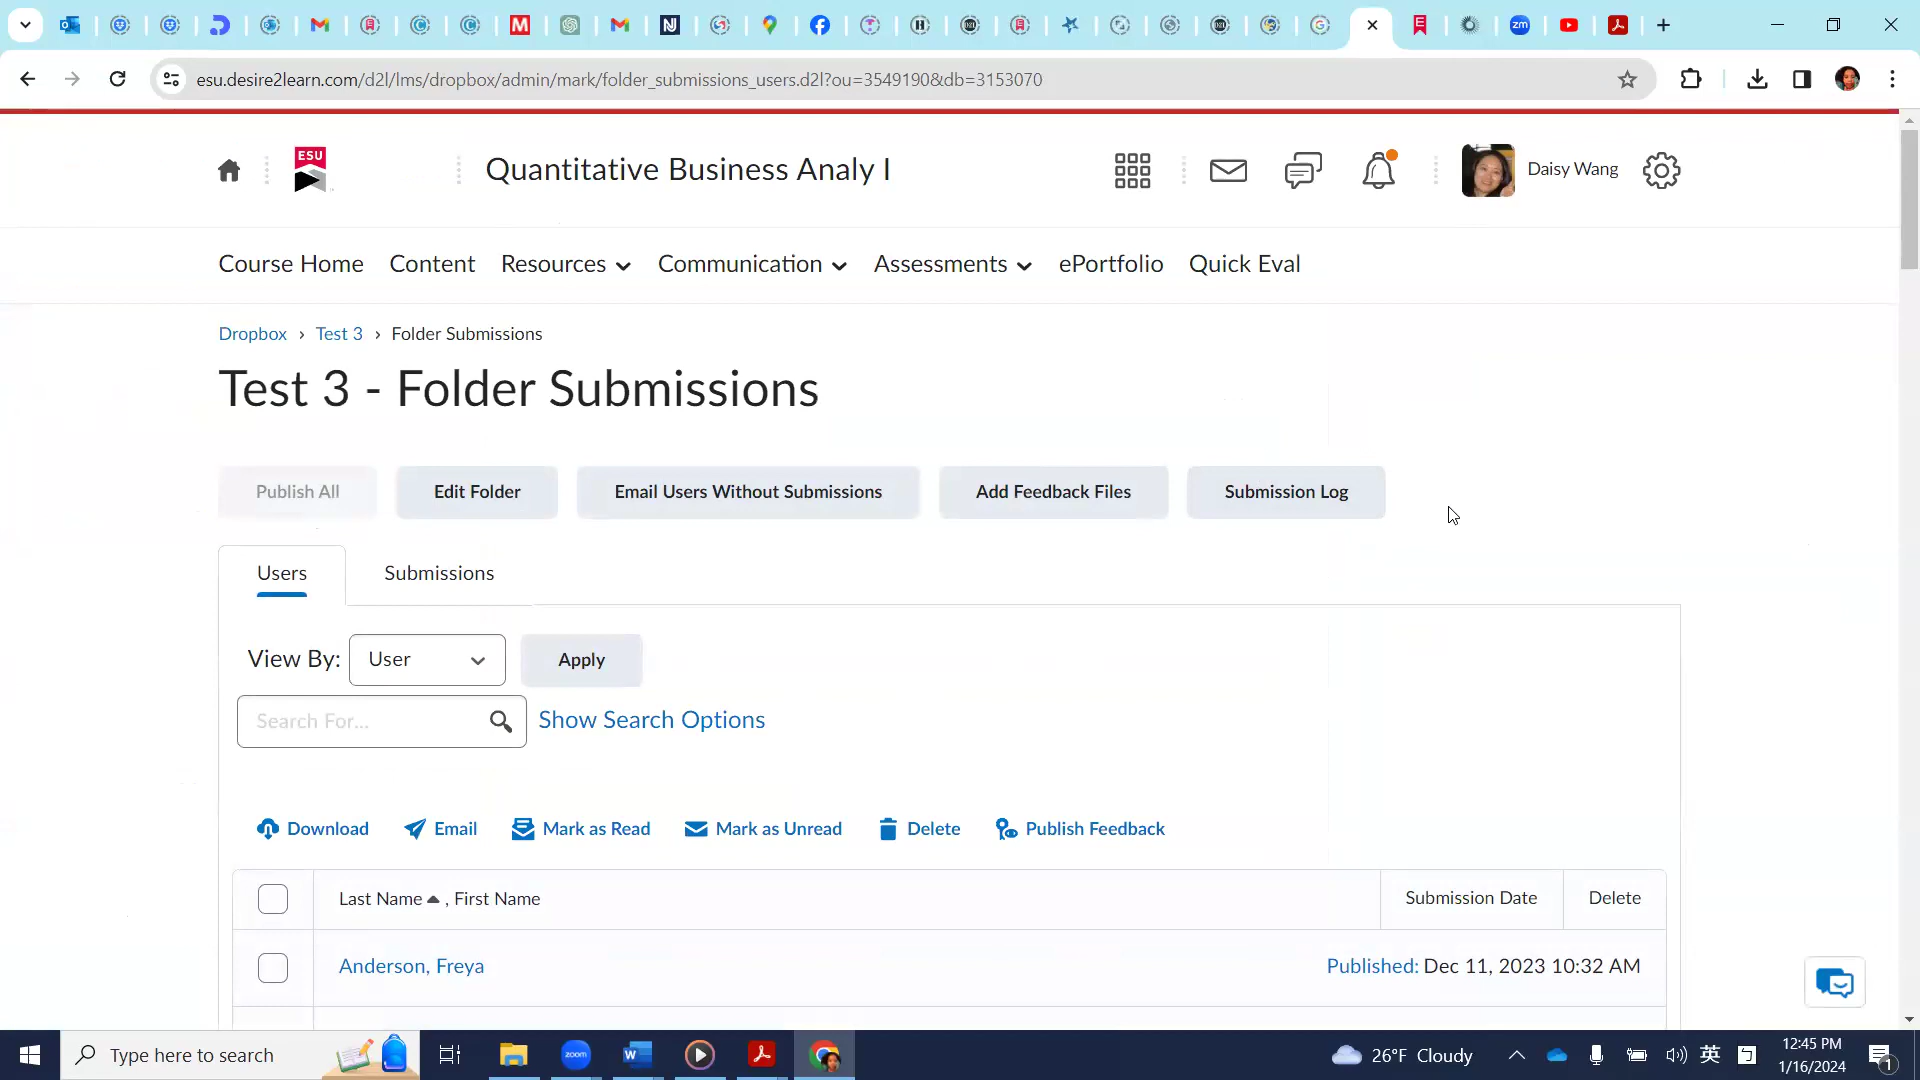 esu.desire2learn.com/d2l/lms/dropbox/admin/mark/folder_submissions_users.d2l?ou=3549190&db=3153070
ESU
Quantitative Business Analy I
Daisy Wang
Course Home Content Resources Communication Assessments ePortfolio Quick Eval
Dropbox › Test 3 › Folder Submissions
Test 3 - Folder Submissions
Publish All Edit Folder Email Users Without Submissions Add Feedback Files Submission Log
Users Submissions
View By: User Apply
Search For... Show Search Options
Download Email Mark as Read Mark as Unread Delete Publish Feedback
Last Name , First Name Submission Date Delete
Anderson, Freya Published: Dec 11, 2023 10:32 AM
Type here to search
zoom
26°F Cloudy
英
12:45 PM
1/16/2024
1